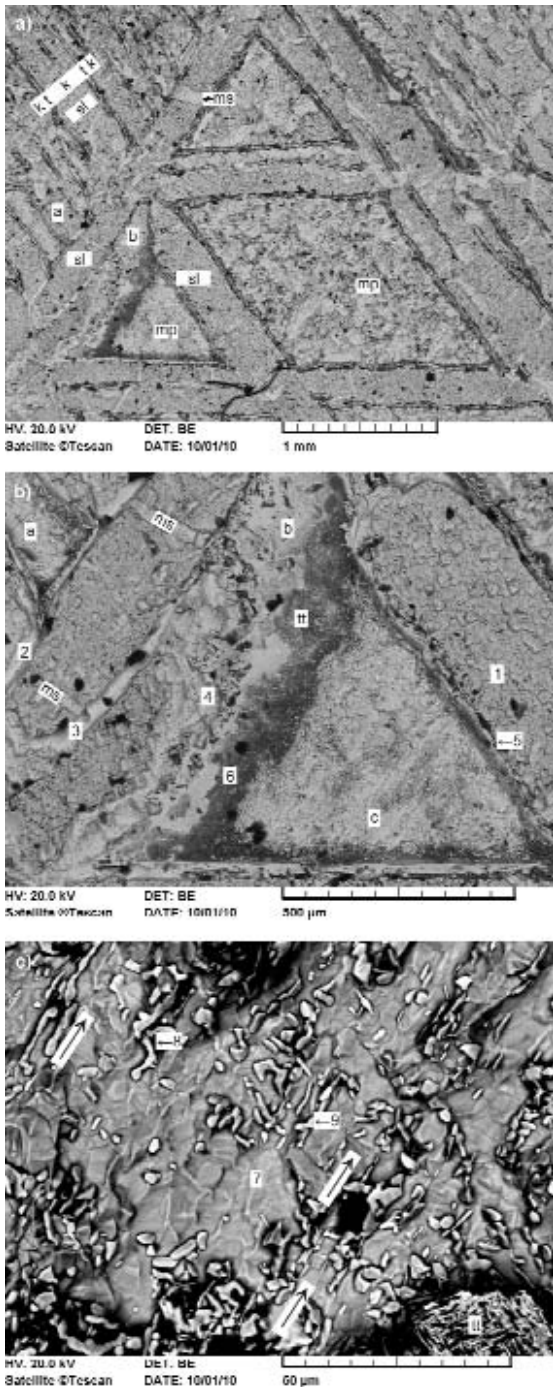 a)
k t k t k
sl
←ms
a
sl
b
sl
mp
mp
HV: 20.0 kV DET: BE
Satellite ©Tescan DATE: 10/01/10 1 mm
b)
a
ms
b
tt
2
1
ms
4
3
←5
6
c
HV: 20.0 kV DET: BE
Satellite ©Tescan DATE: 10/01/10 500 µm
c)
←8
←9
7
HV: 20.0 kV DET: BE
Satellite ©Tescan DATE: 10/01/10 50 µm